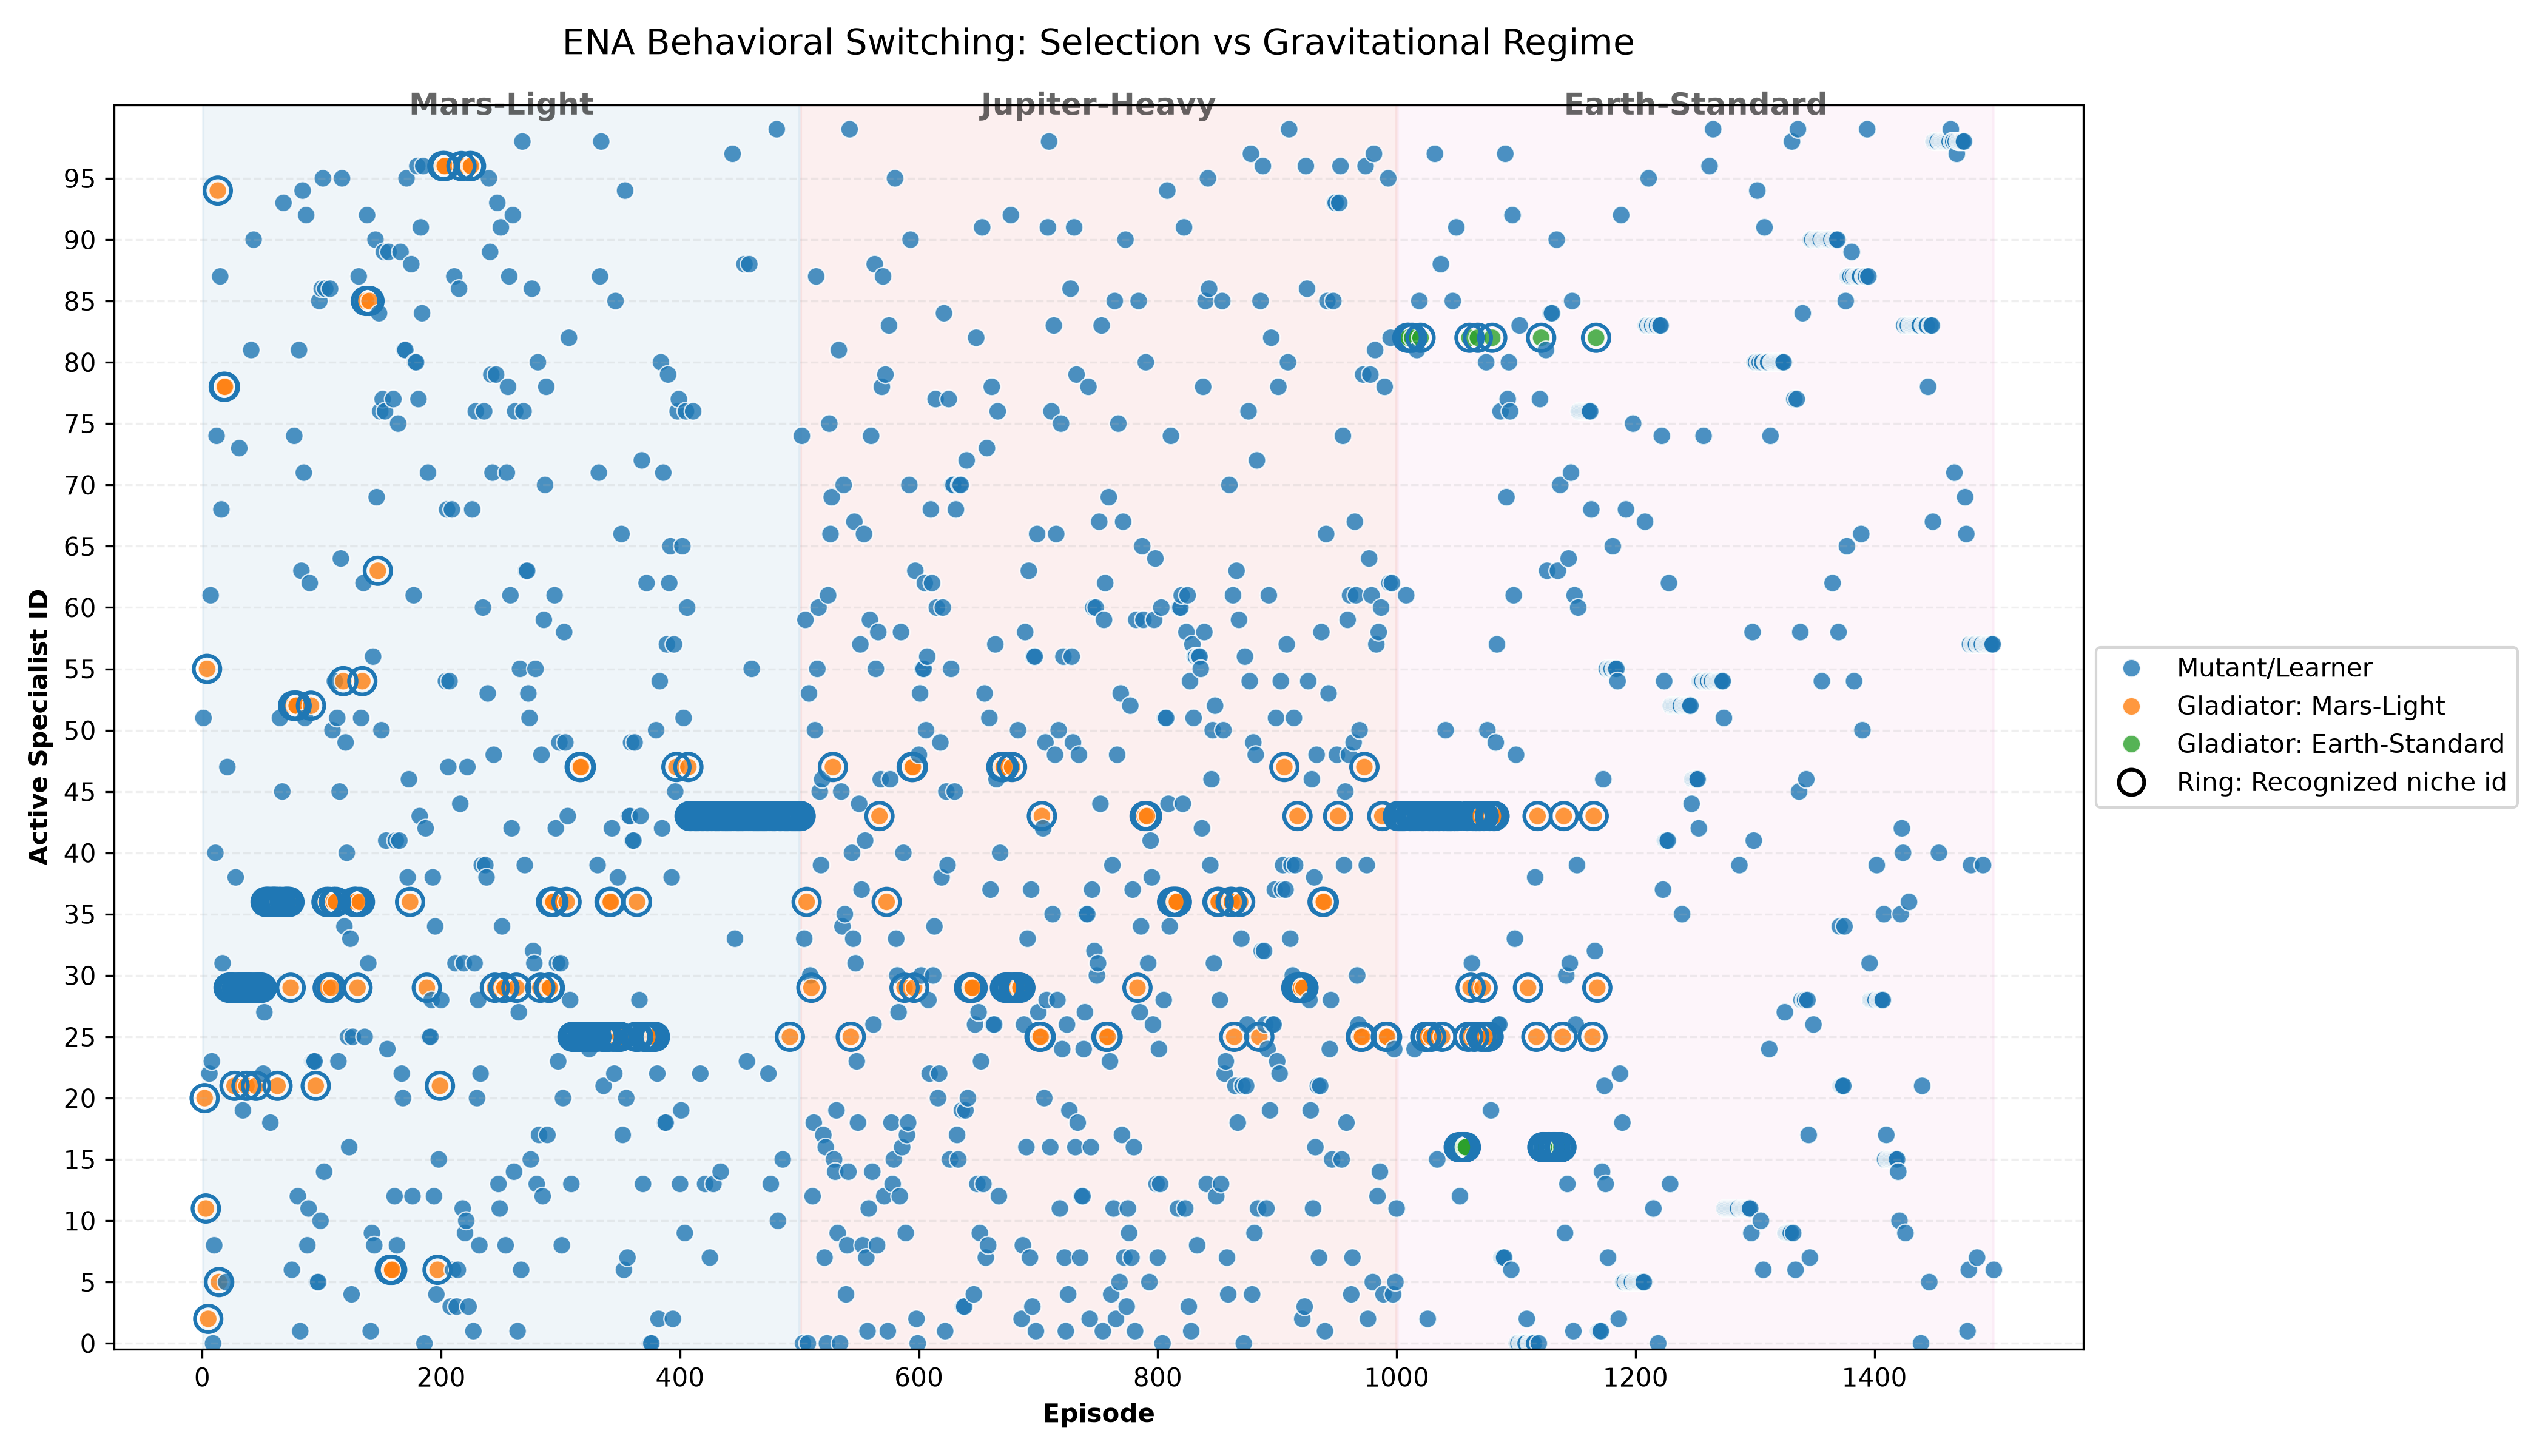 ENA Behavioral Switching: Selection vs Gravitational Regime
Mars-Light
Jupiter-Heavy
Earth-Standard
95
90
85
80
75
70
65
60
55
50
45
40
35
30
25
20
15
10
5
0
Active Specialist ID
0
200
400
600
800
1000
1200
1400
Episode
Mutant/Learner
Gladiator: Mars-Light
Gladiator: Earth-Standard
Ring: Recognized niche id